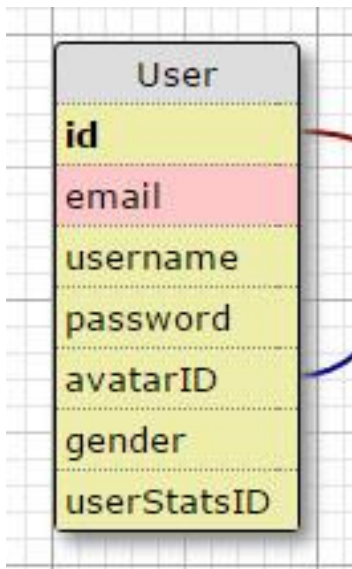 User
id
email
username
password
avatarID
gender
userStatsID